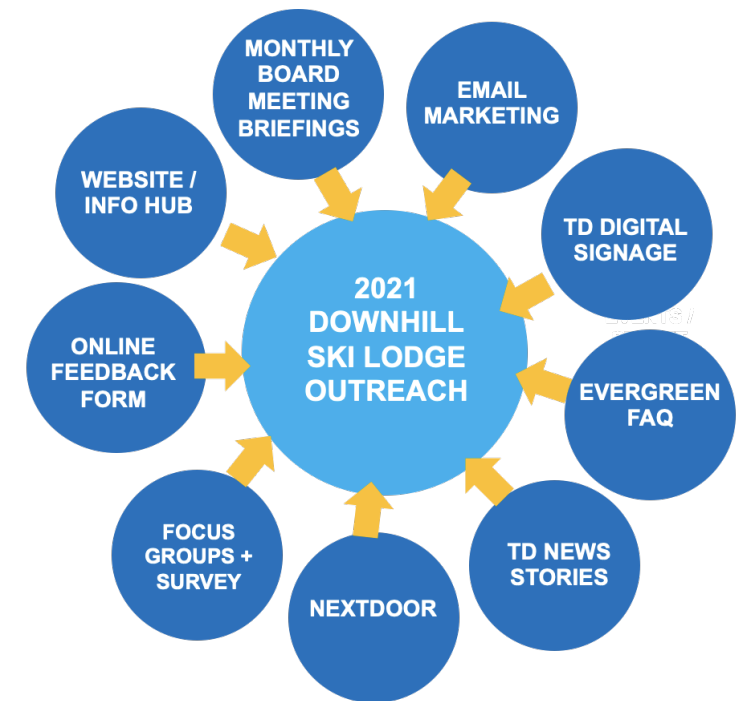 MONTHLY
BOARD
MEETING
BRIEFINGS
EMAIL
MARKETING
WEBSITE /
INFO HUB
TD DIGITAL
SIGNAGE
2021
DOWNHILL
SKI LODGE
OUTREACH
ONLINE
FEEDBACK
FORM
EVERGREEN
FAQ
FOCUS
GROUPS +
SURVEY
TD NEWS
STORIES
NEXTDOOR